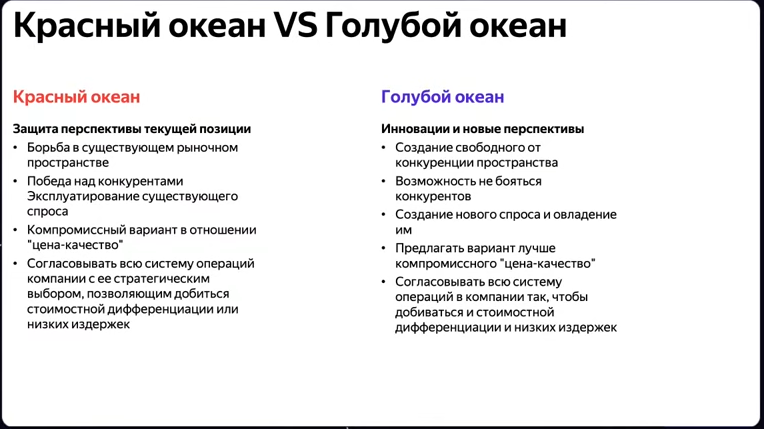 Красный океан VS Голубой океан
Красный океан
Защита перспективы текущей позиции
• Борьба в существующем рыночном
пространстве
• Победа над конкурентами
Эксплуатирование существующего
спроса
• Компромиссный вариант в отношении
"цена-качество"
• Согласовывать всю систему операций
компании с ее стратегическим
выбором, позволяющим добиться
стоимостной дифференциации или
низких издержек
Голубой океан
Инновации и новые перспективы
• Создание свободного от
конкуренции пространства
• Возможность не бояться
конкурентов
• Создание нового спроса и овладение
им
• Предлагать вариант лучше
компромиссного "цена-качество"
• Согласовывать всю систему
операций в компании так, чтобы
добиваться и стоимостной
дифференциации и низких издержек